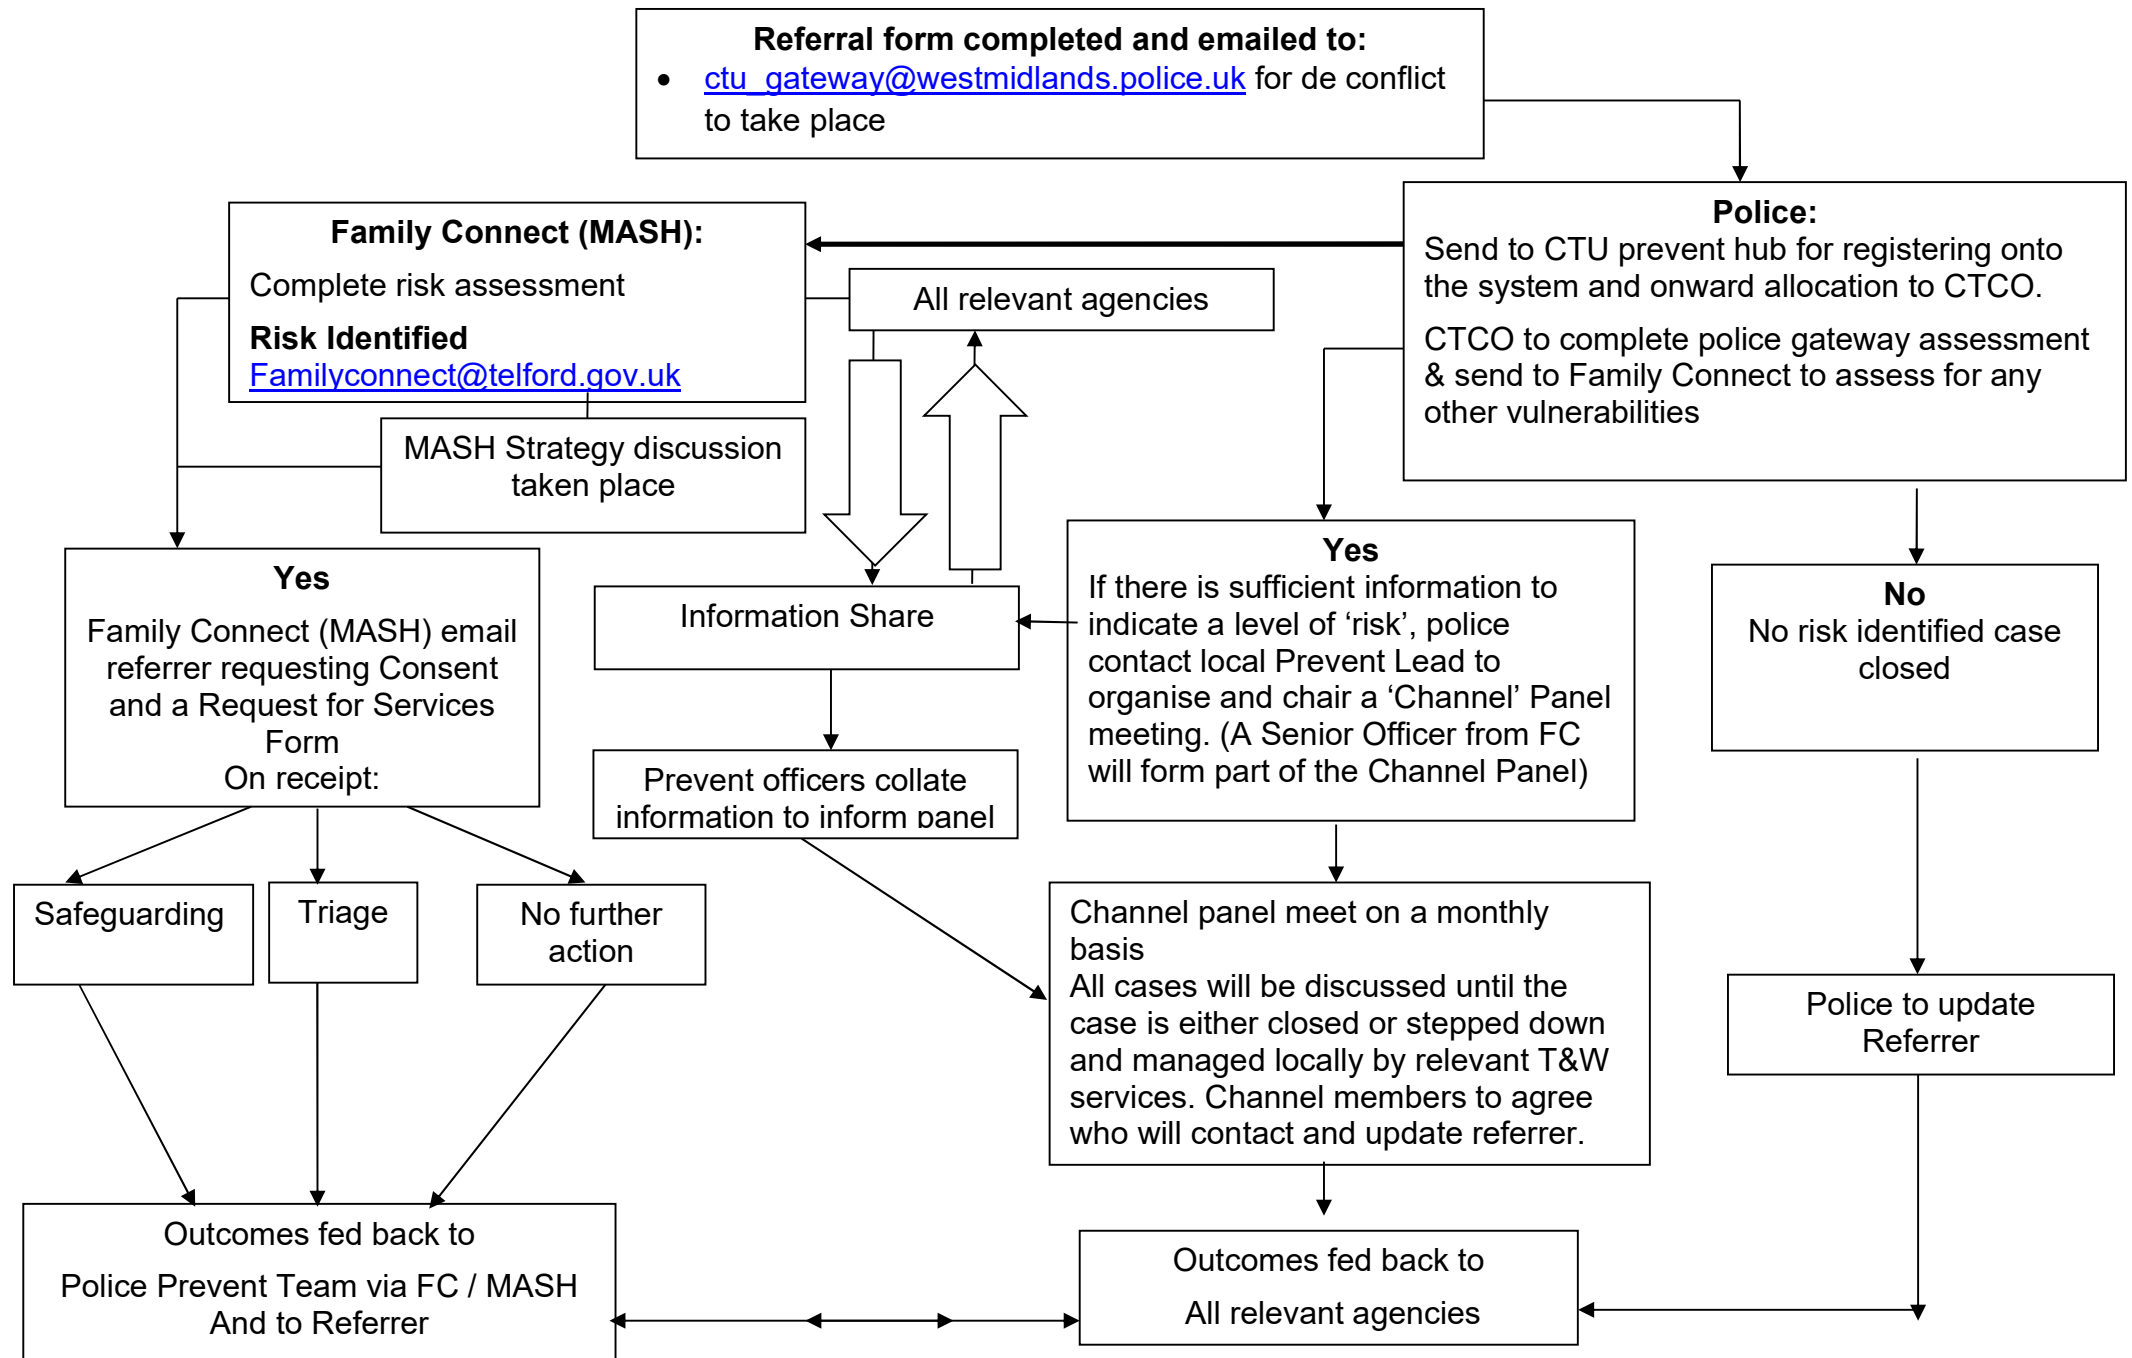 Referral form completed and emailed to:
• ctu_gateway@westmidlands.police.uk for de conflict
to take place
Police:
Send to CTU prevent hub for registering onto
the system and onward allocation to CTCO.
CTCO to complete police gateway assessment
& send to Family Connect to assess for any
other vulnerabilities
Family Connect (MASH):
Complete risk assessment
Risk Identified
Familyconnect@telford.gov.uk
All relevant agencies
MASH Strategy discussion
taken place
Yes
Family Connect (MASH) email
referrer requesting Consent
and a Request for Services
Form
On receipt:
Information Share
Yes
If there is sufficient information to
indicate a level of ‘risk’, police
contact local Prevent Lead to
organise and chair a ‘Channel’ Panel
meeting. (A Senior Officer from FC
will form part of the Channel Panel)
No
No risk identified case
closed
Prevent officers collate
information to inform panel
Safeguarding
Triage
No further
action
Channel panel meet on a monthly
basis
All cases will be discussed until the
case is either closed or stepped down
and managed locally by relevant T&W
services. Channel members to agree
who will contact and update referrer.
Police to update
Referrer
Outcomes fed back to
Police Prevent Team via FC / MASH
And to Referrer
Outcomes fed back to
All relevant agencies